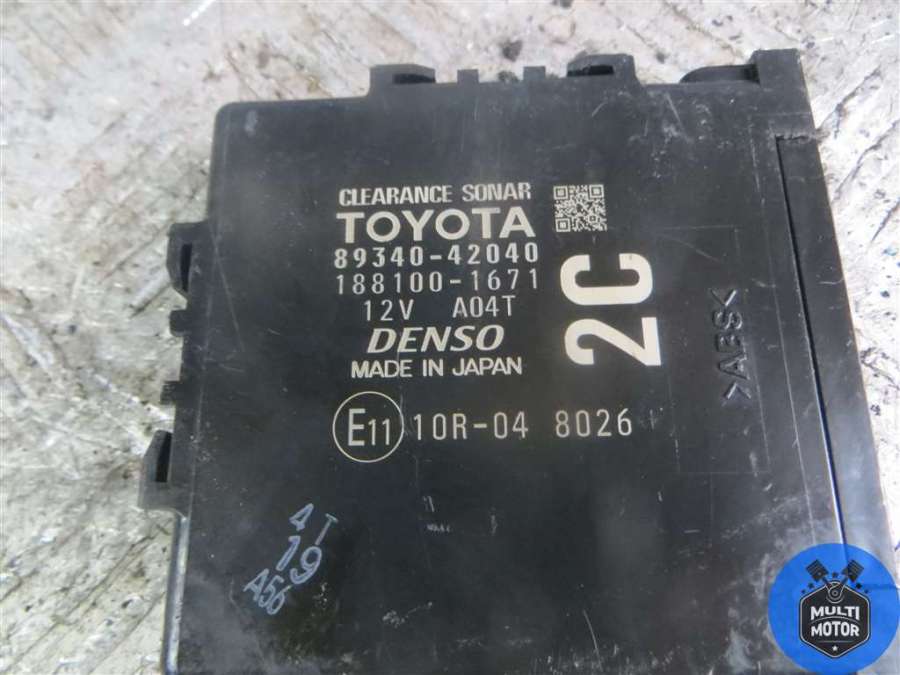 CLEARANCE SONAR
TOYOTA
89340-42040
188100-1671
12V A04T
DENSO
MADE IN JAPAN
2C
>ABS<
E11 10R-04 8026
4T
19
A56
MULTI
MOTOR